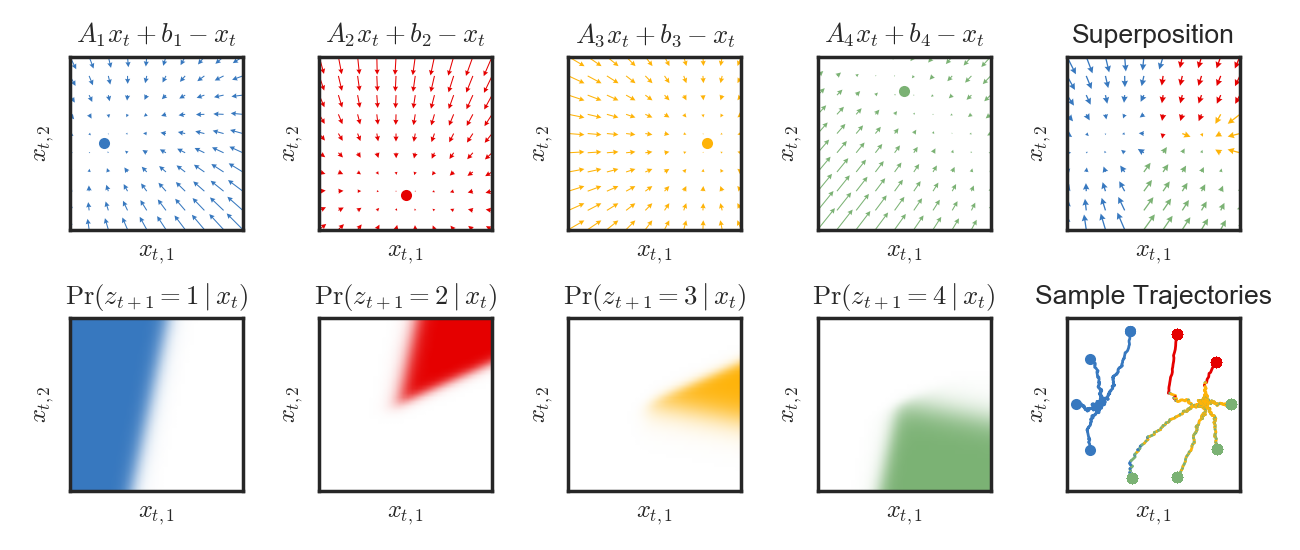 A₁xₜ + b₁ − xₜ
A₂xₜ + b₂ − xₜ
A₃xₜ + b₃ − xₜ
A₄xₜ + b₄ − xₜ
Superposition
xₜ,₂
xₜ,₂
xₜ,₂
xₜ,₂
xₜ,₂
xₜ,₁
xₜ,₁
xₜ,₁
xₜ,₁
xₜ,₁
Pr(zₜ₊₁ = 1 | xₜ)
Pr(zₜ₊₁ = 2 | xₜ)
Pr(zₜ₊₁ = 3 | xₜ)
Pr(zₜ₊₁ = 4 | xₜ)
Sample Trajectories
xₜ,₂
xₜ,₂
xₜ,₂
xₜ,₂
xₜ,₂
xₜ,₁
xₜ,₁
xₜ,₁
xₜ,₁
xₜ,₁